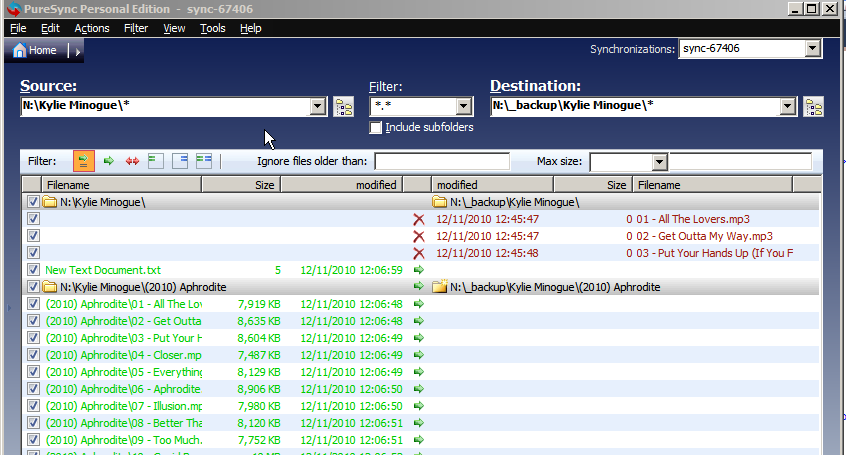 PureSync Personal Edition - sync-67406
File Edit Actions Filter View Tools Help
Home Synchronizations: sync-67406
Source: Filter: Destination:
N:\Kylie Minogue\* *.* N:\_backup\Kylie Minogue\*
Include subfolders
Filter: Ignore files older than: Max size:
Filename Size modified modified Size Filename
N:\Kylie Minogue\ N:\_backup\Kylie Minogue\
12/11/2010 12:45:47 0 01 - All The Lovers.mp3
12/11/2010 12:45:47 0 02 - Get Outta My Way.mp3
12/11/2010 12:45:48 0 03 - Put Your Hands Up (If You F
New Text Document.txt 5 12/11/2010 12:06:59
N:\Kylie Minogue\(2010) Aphrodite N:\_backup\Kylie Minogue\(2010) Aphrodite
(2010) Aphrodite\01 - All The Lov 7,919 KB 12/11/2010 12:06:48
(2010) Aphrodite\02 - Get Outta 8,635 KB 12/11/2010 12:06:48
(2010) Aphrodite\03 - Put Your H 8,604 KB 12/11/2010 12:06:49
(2010) Aphrodite\04 - Closer.mp 7,487 KB 12/11/2010 12:06:49
(2010) Aphrodite\05 - Everything 8,129 KB 12/11/2010 12:06:49
(2010) Aphrodite\06 - Aphrodite 8,906 KB 12/11/2010 12:06:50
(2010) Aphrodite\07 - Illusion.mp 7,980 KB 12/11/2010 12:06:50
(2010) Aphrodite\08 - Better Tha 8,120 KB 12/11/2010 12:06:51
(2010) Aphrodite\09 - Too Much. 7,752 KB 12/11/2010 12:06:51